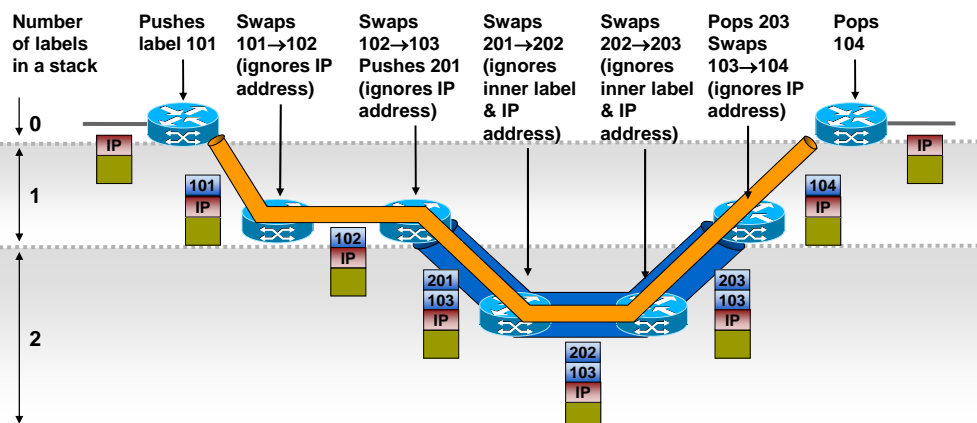 Number
of labels
in a stack
Pushes
label 101
Swaps
101→102
(ignores IP
address)
Swaps
102→103
Pushes 201
(ignores IP
address)
Swaps
201→202
(ignores
inner label
& IP
address)
Swaps
202→203
(ignores
inner label
& IP
address)
Pops 203
Swaps
103→104
(ignores IP
address)
Pops
104
0
IP
IP
1
101
IP
104
IP
102
IP
2
201
103
IP
203
103
IP
202
103
IP